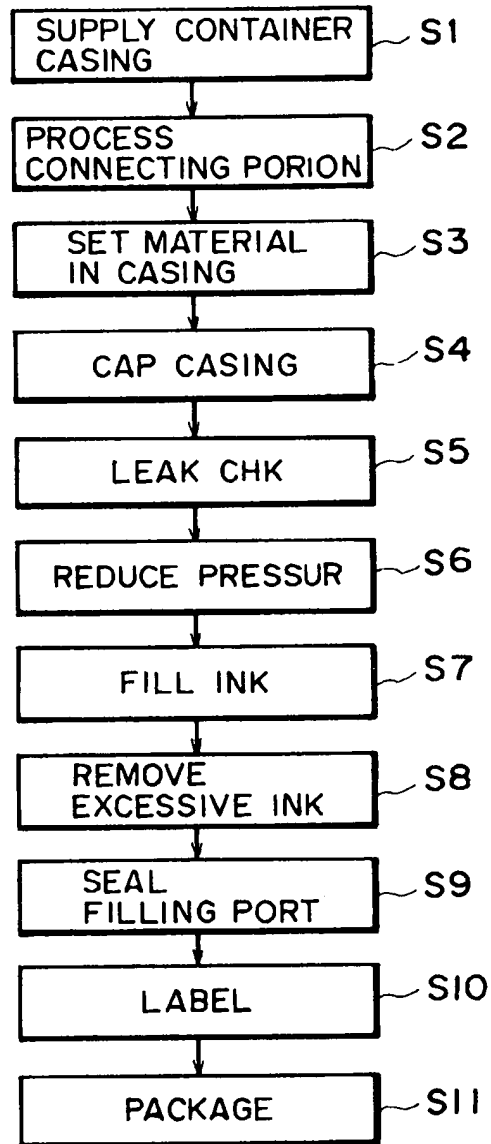 SUPPLY CONTAINER
CASING
S1
PROCESS
CONNECTING PORION
S2
SET MATERIAL
IN CASING
S3
CAP CASING
S4
LEAK CHK
S5
REDUCE PRESSUR
S6
FILL INK
S7
REMOVE
EXCESSIVE INK
S8
SEAL
FILLING PORT
S9
LABEL
S10
PACKAGE
S11